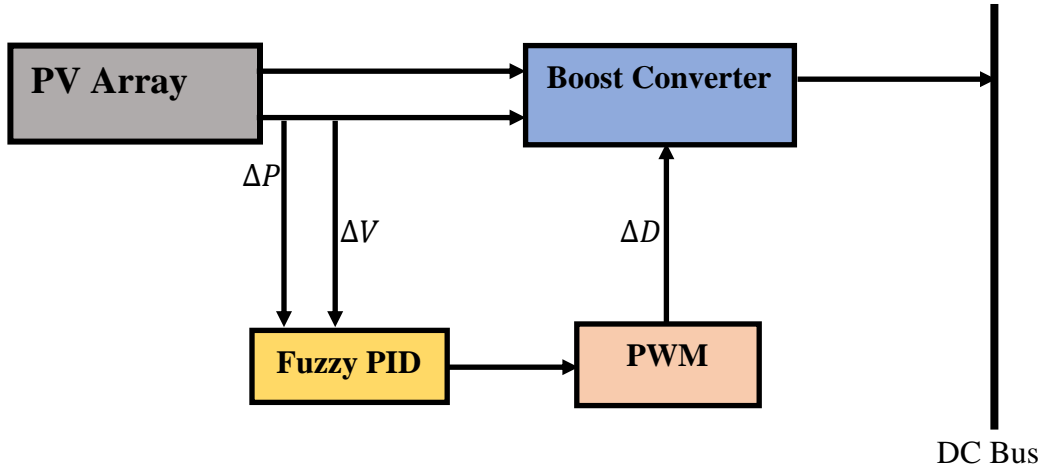 PV Array
Boost Converter
ΔP
ΔV
ΔD
Fuzzy PID
PWM
DC Bus